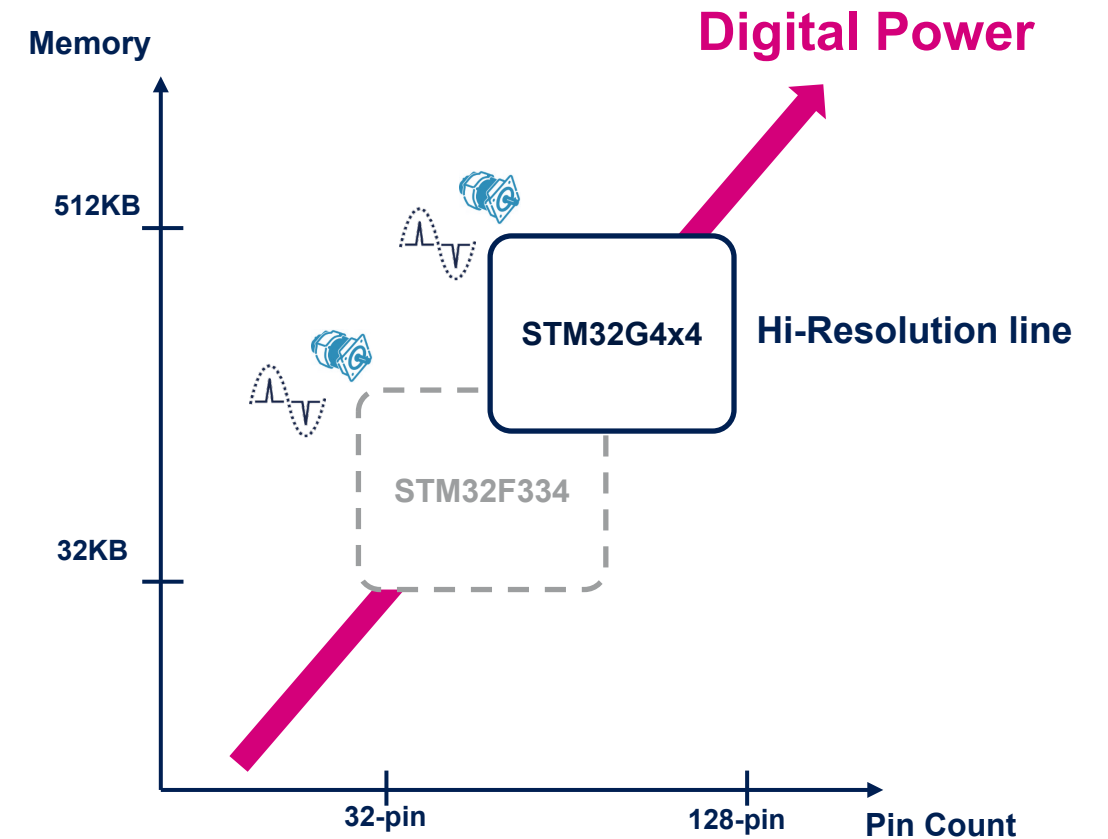 Digital Power
Memory
512KB
STM32G4x4
Hi-Resolution line
STM32F334
32KB
32-pin
128-pin
Pin Count